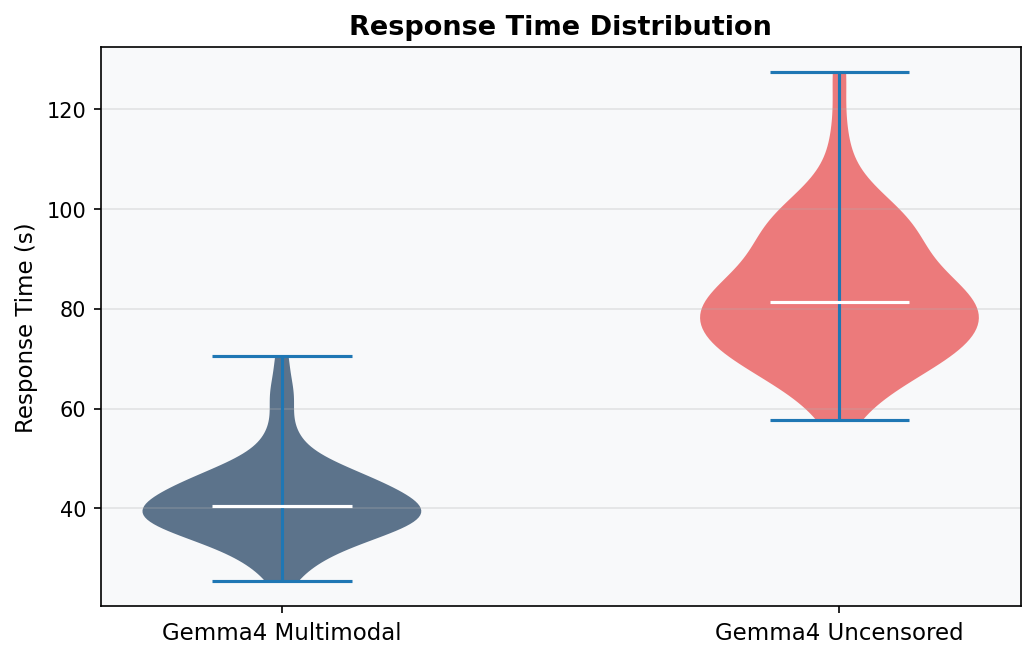 Response Time Distribution
Response Time (s)
120
100
80
60
40
Gemma4 Multimodal
Gemma4 Uncensored